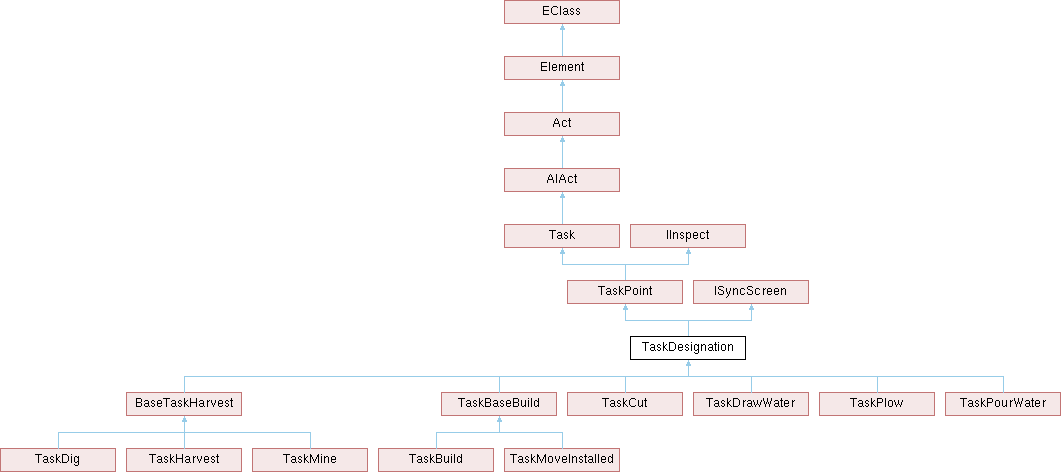 EClass
Element
Act
AIAct
Task
IInspect
TaskPoint
ISyncScreen
TaskDesignation
BaseTaskHarvest
TaskBaseBuild
TaskCut
TaskDrawWater
TaskPlow
TaskPourWater
TaskDig
TaskHarvest
TaskMine
TaskBuild
TaskMoveInstalled